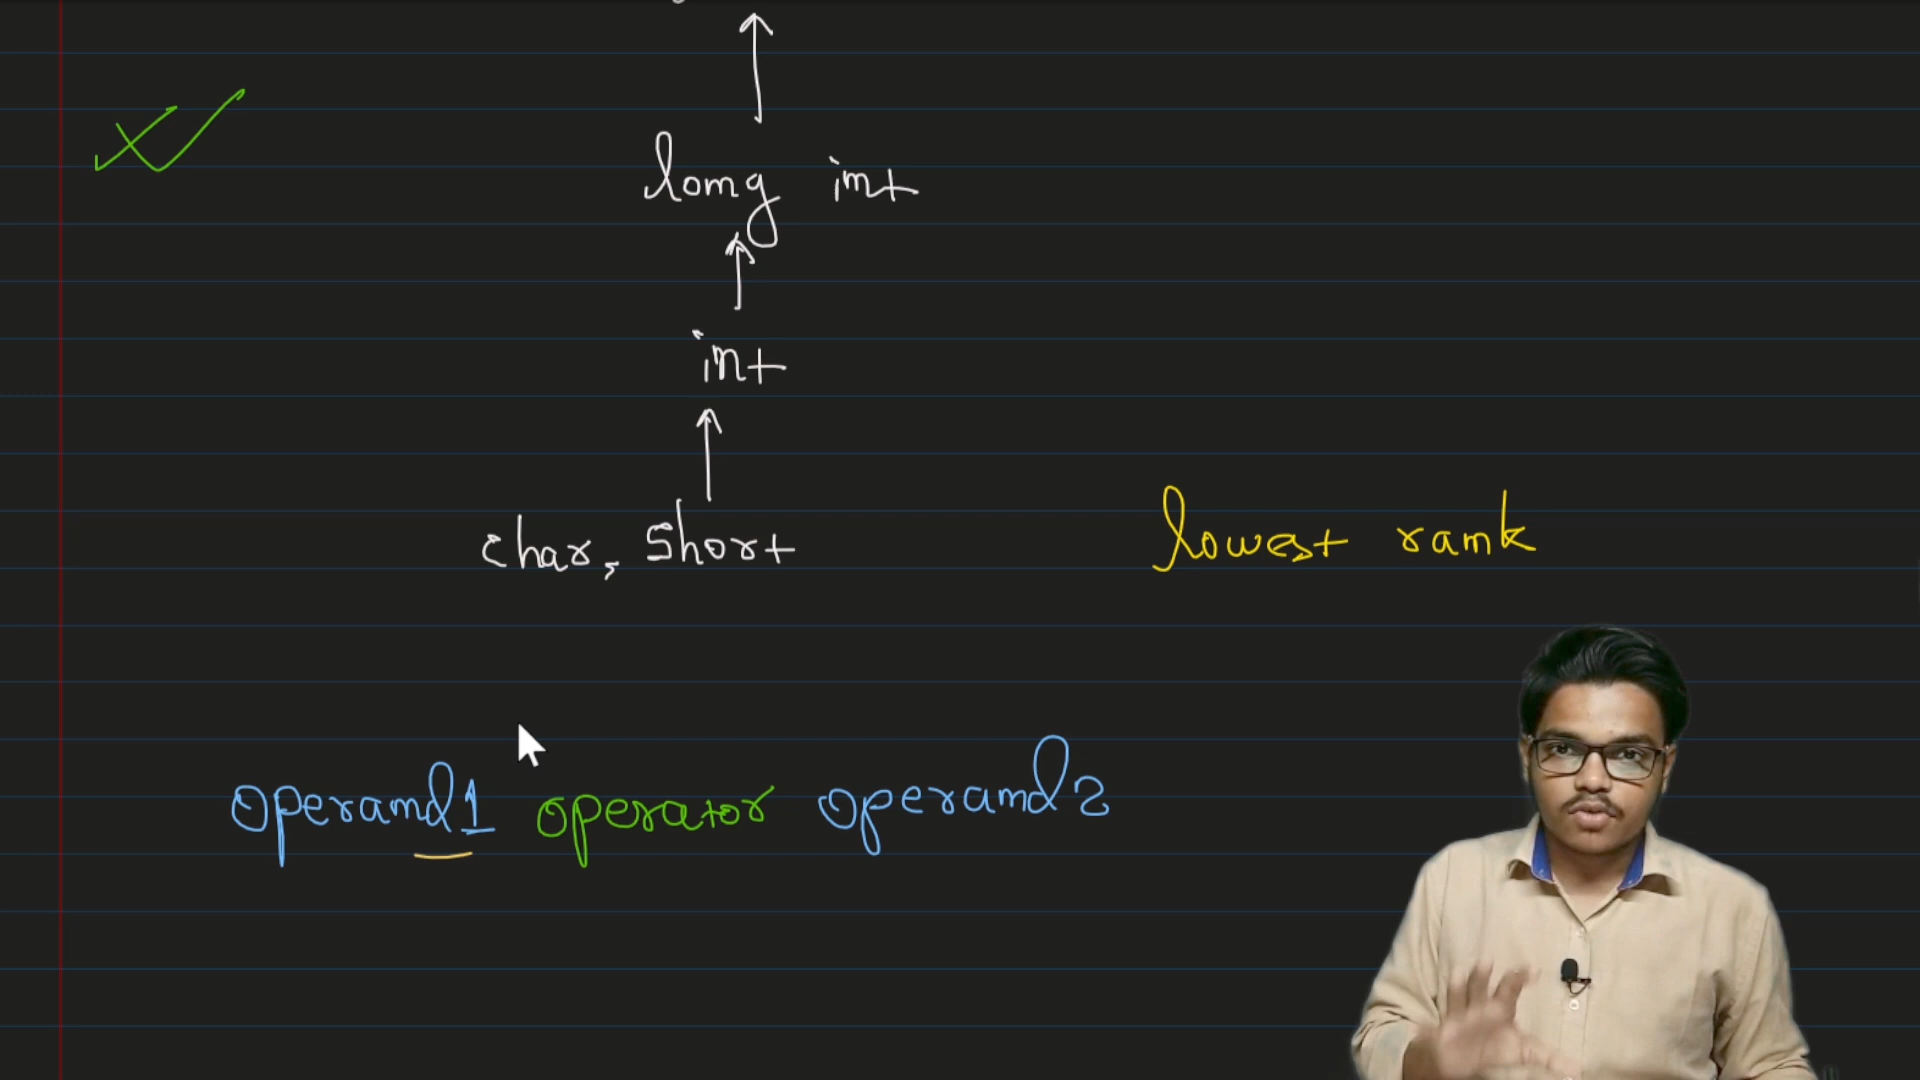 long int
int
char, short
lowest rank
operand1 operator operand2